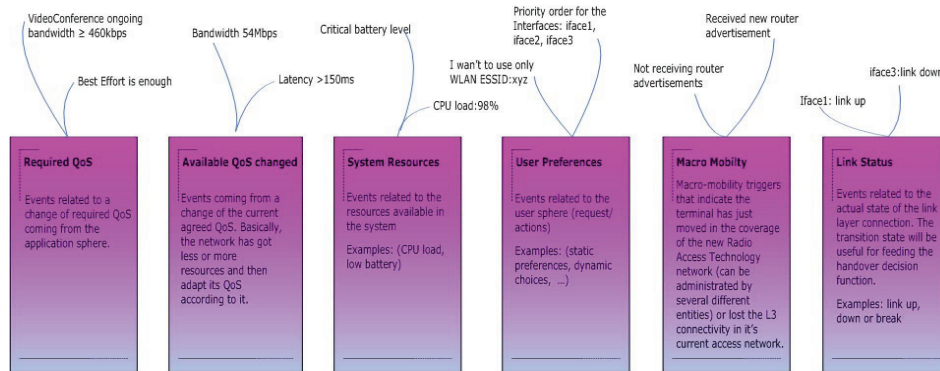 VideoConference ongoing
bandwidth ≥ 460kbps
Best Effort is enough
Bandwidth 54Mbps
Latency >150ms
Critical battery level
CPU load:98%
Priority order for the
Interfaces: iface1,
iface2, iface3
I wan't to use only
WLAN ESSID:xyz
Received new router
advertisement
Not receiving router
advertisements
iface3:link down
Iface1: link up
Required QoS
Events related to a
change of required QoS
coming from the
application sphere.
Available QoS changed
Events coming from a
change of the current
agreed QoS. Basically,
the network has got
less or more
resources and then
adapt its QoS
according to it.
System Resources
Events related to the
resources available in
the system
Examples: (CPU load,
low battery)
User Preferences
Events related to the
user sphere (request/
actions)
Examples: (static
preferences, dynamic
choices, ...)
Macro Mobilty
Macro-mobility triggers
that indicate the
terminal has just
moved in the coverage
of the new Radio
Access Technology
network (can be
administrated by
several different
entities) or lost the L3
connectivity in it's
current access network.
Link Status
Events related to the
actual state of the link
layer connection. The
transition state will be
useful for feeding the
handover decision
function.
Examples: link up,
down or break